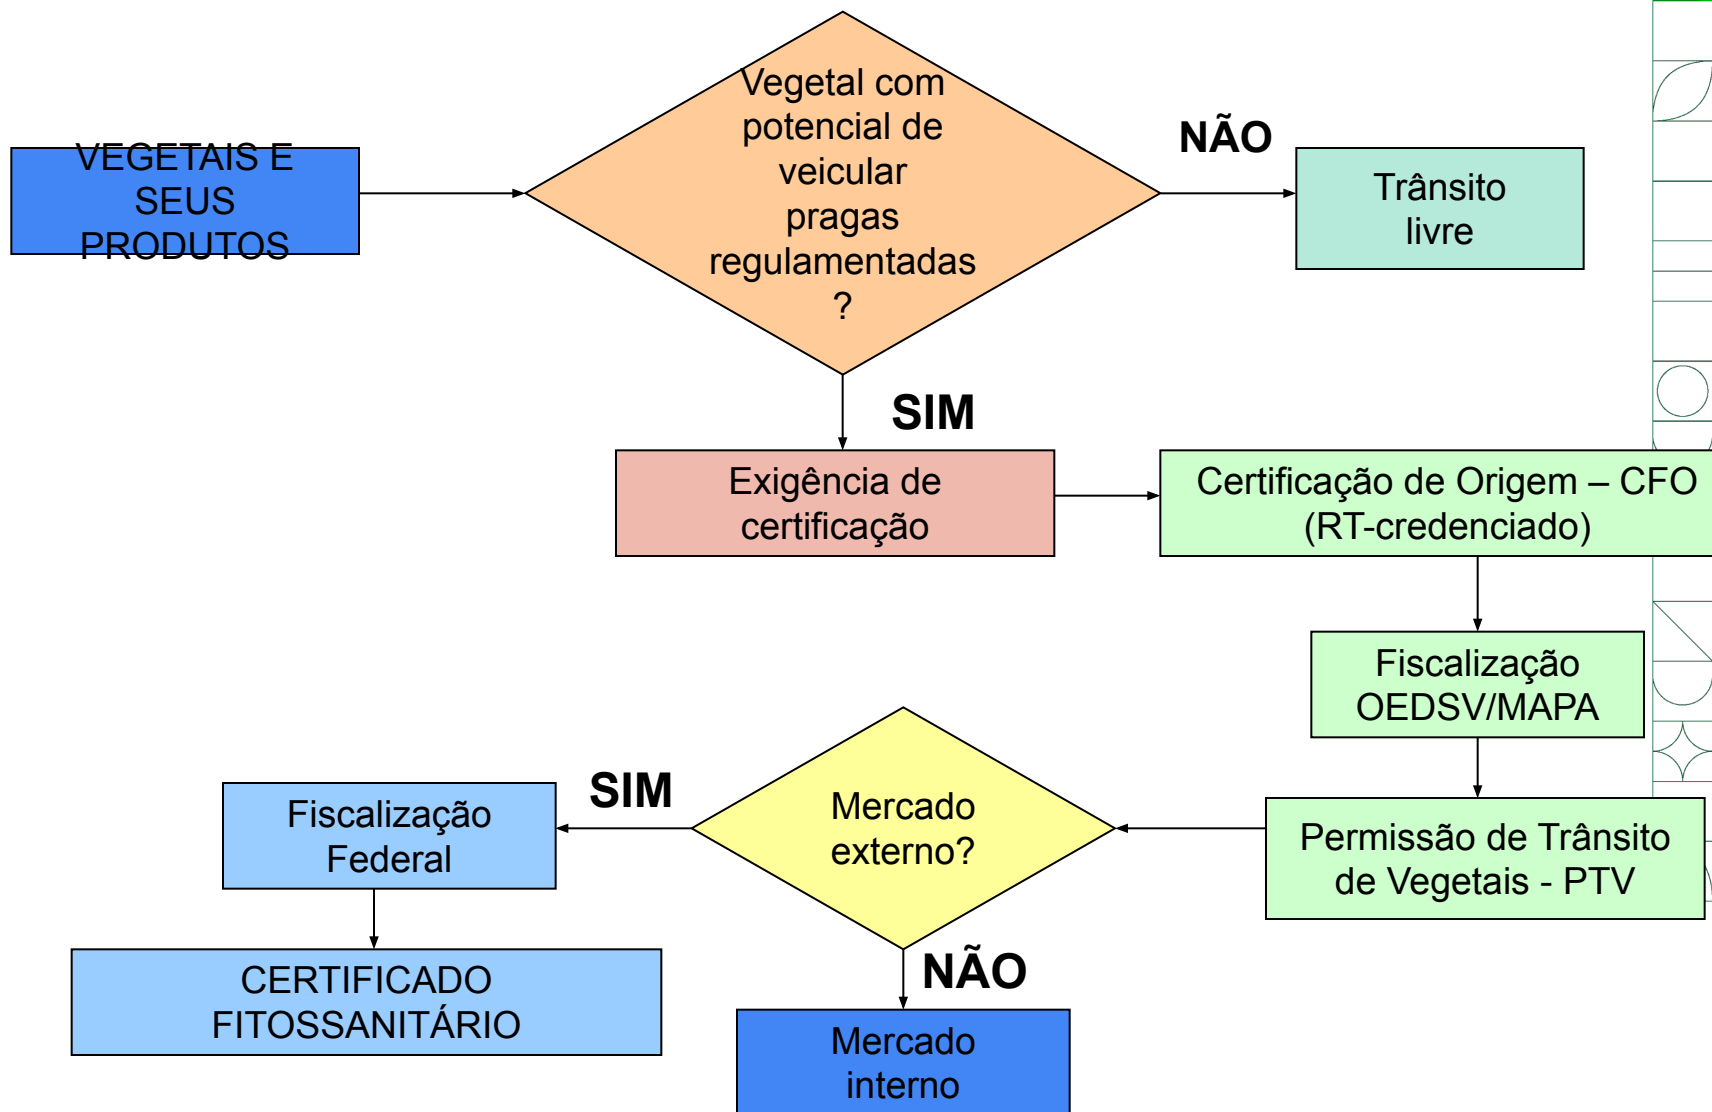 VEGETAIS E
SEUS
PRODUTOS
Vegetal com
potencial de
veicular
pragas
regulamentadas
?
NÃO
Trânsito
livre
SIM
Exigência de
certificação
Certificação de Origem – CFO
(RT-credenciado)
Fiscalização
OEDSV/MAPA
Permissão de Trânsito
de Vegetais - PTV
Mercado
externo?
SIM
Fiscalização
Federal
CERTIFICADO
FITOSSANITÁRIO
NÃO
Mercado
interno